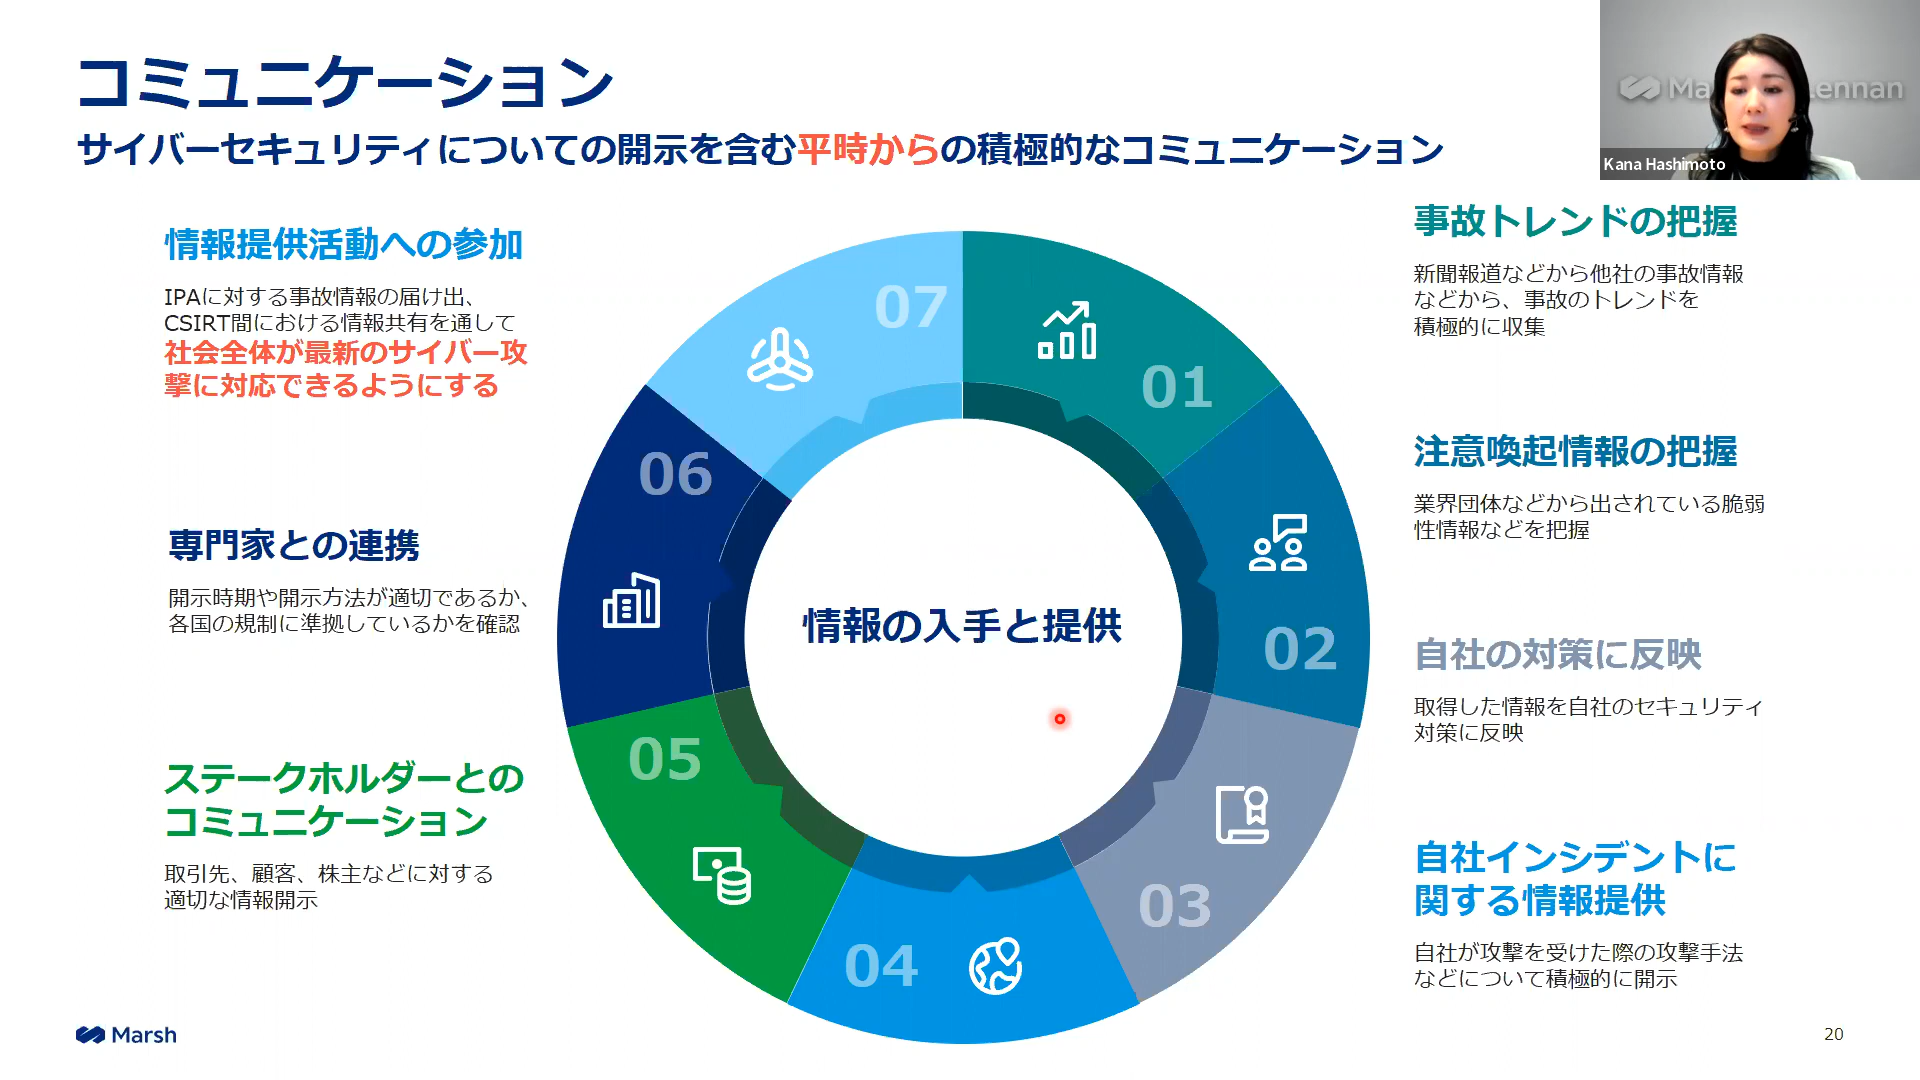 コミュニケーション
サイバーセキュリティについての開示を含む平時からの積極的なコミュニケーション
Kana Hashimoto
情報提供活動への参加
IPAに対する事故情報の届け出、
CSIRT間における情報共有を通して
社会全体が最新のサイバー攻
撃に対応できるようにする
専門家との連携
開示時期や開示方法が適切であるか、
各国の規制に準拠しているかを確認
ステークホルダーとの
コミュニケーション
取引先、顧客、株主などに対する
適切な情報開示
07
01
06
02
05
03
04
情報の入手と提供
事故トレンドの把握
新聞報道などから他社の事故情報
などから、事故のトレンドを
積極的に収集
注意喚起情報の把握
業界団体などから出されている脆弱
性情報などを把握
自社の対策に反映
取得した情報を自社のセキュリティ
対策に反映
自社インシデントに
関する情報提供
自社が攻撃を受けた際の攻撃手法
などについて積極的に開示
Marsh
20